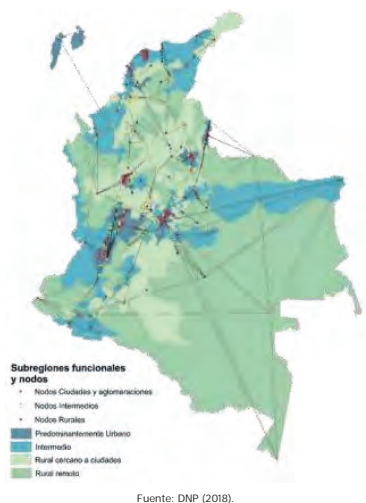 Subregiones funcionales
y nodos
Nodos Ciudades y aglomeraciones
Nodos Intermedios
Nodos Rurales
Predominantemente Urbano
Intermedio
Rural cercano a ciudades
Rural remoto
Fuente: DNP (2018).